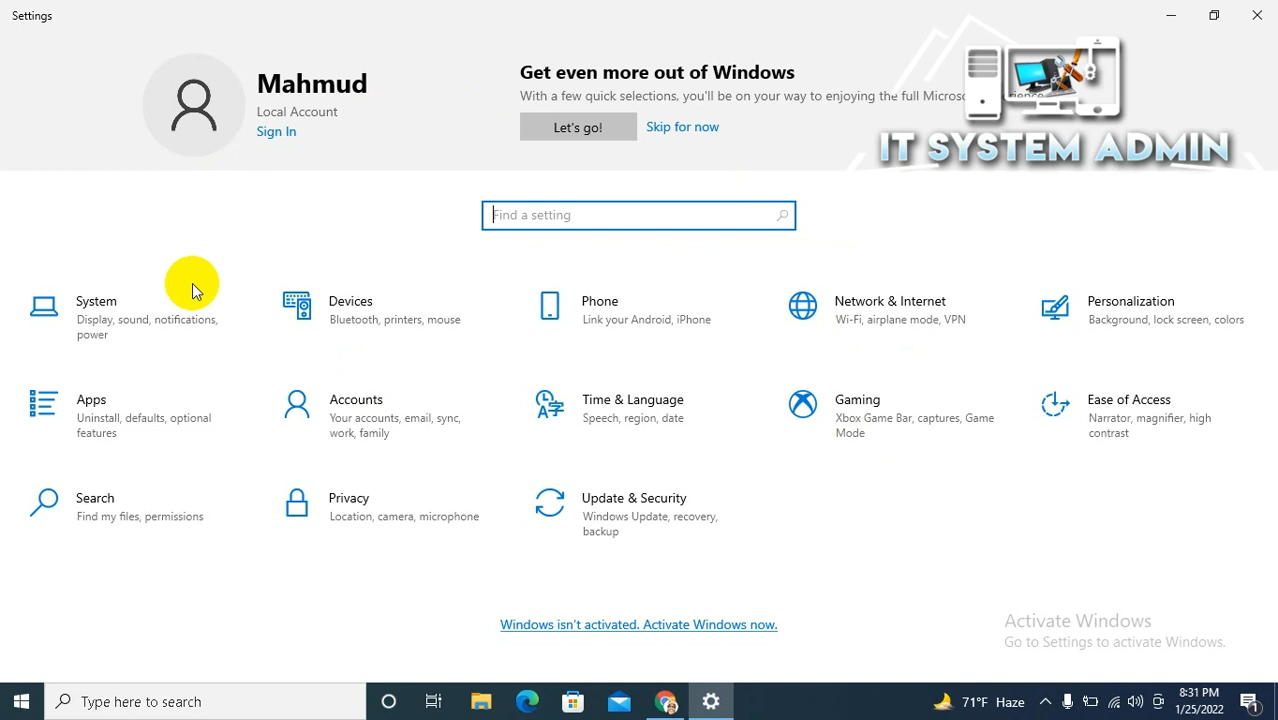 Settings
Mahmud
Local Account
Sign In
Get even more out of Windows
With a few quick selections, you'll be on your way to enjoying the full Microsoft experience
Let's go!
Skip for now
IT SYSTEM ADMIN
Find a setting
System
Display, sound, notifications,
power
Devices
Bluetooth, printers, mouse
Phone
Link your Android, iPhone
Network & Internet
Wi-Fi, airplane mode, VPN
Personalization
Background, lock screen, colors
Apps
Uninstall, defaults, optional
features
Accounts
Your accounts, email, sync,
work, family
Time & Language
Speech, region, date
Gaming
Xbox Game Bar, captures, Game
Mode
Ease of Access
Narrator, magnifier, high
contrast
Search
Find my files, permissions
Privacy
Location, camera, microphone
Update & Security
Windows Update, recovery,
backup
Windows isn't activated. Activate Windows now.
Activate Windows
Go to Settings to activate Windows.
Type here to search
71°F Haze
8:31 PM
1/25/2022
1